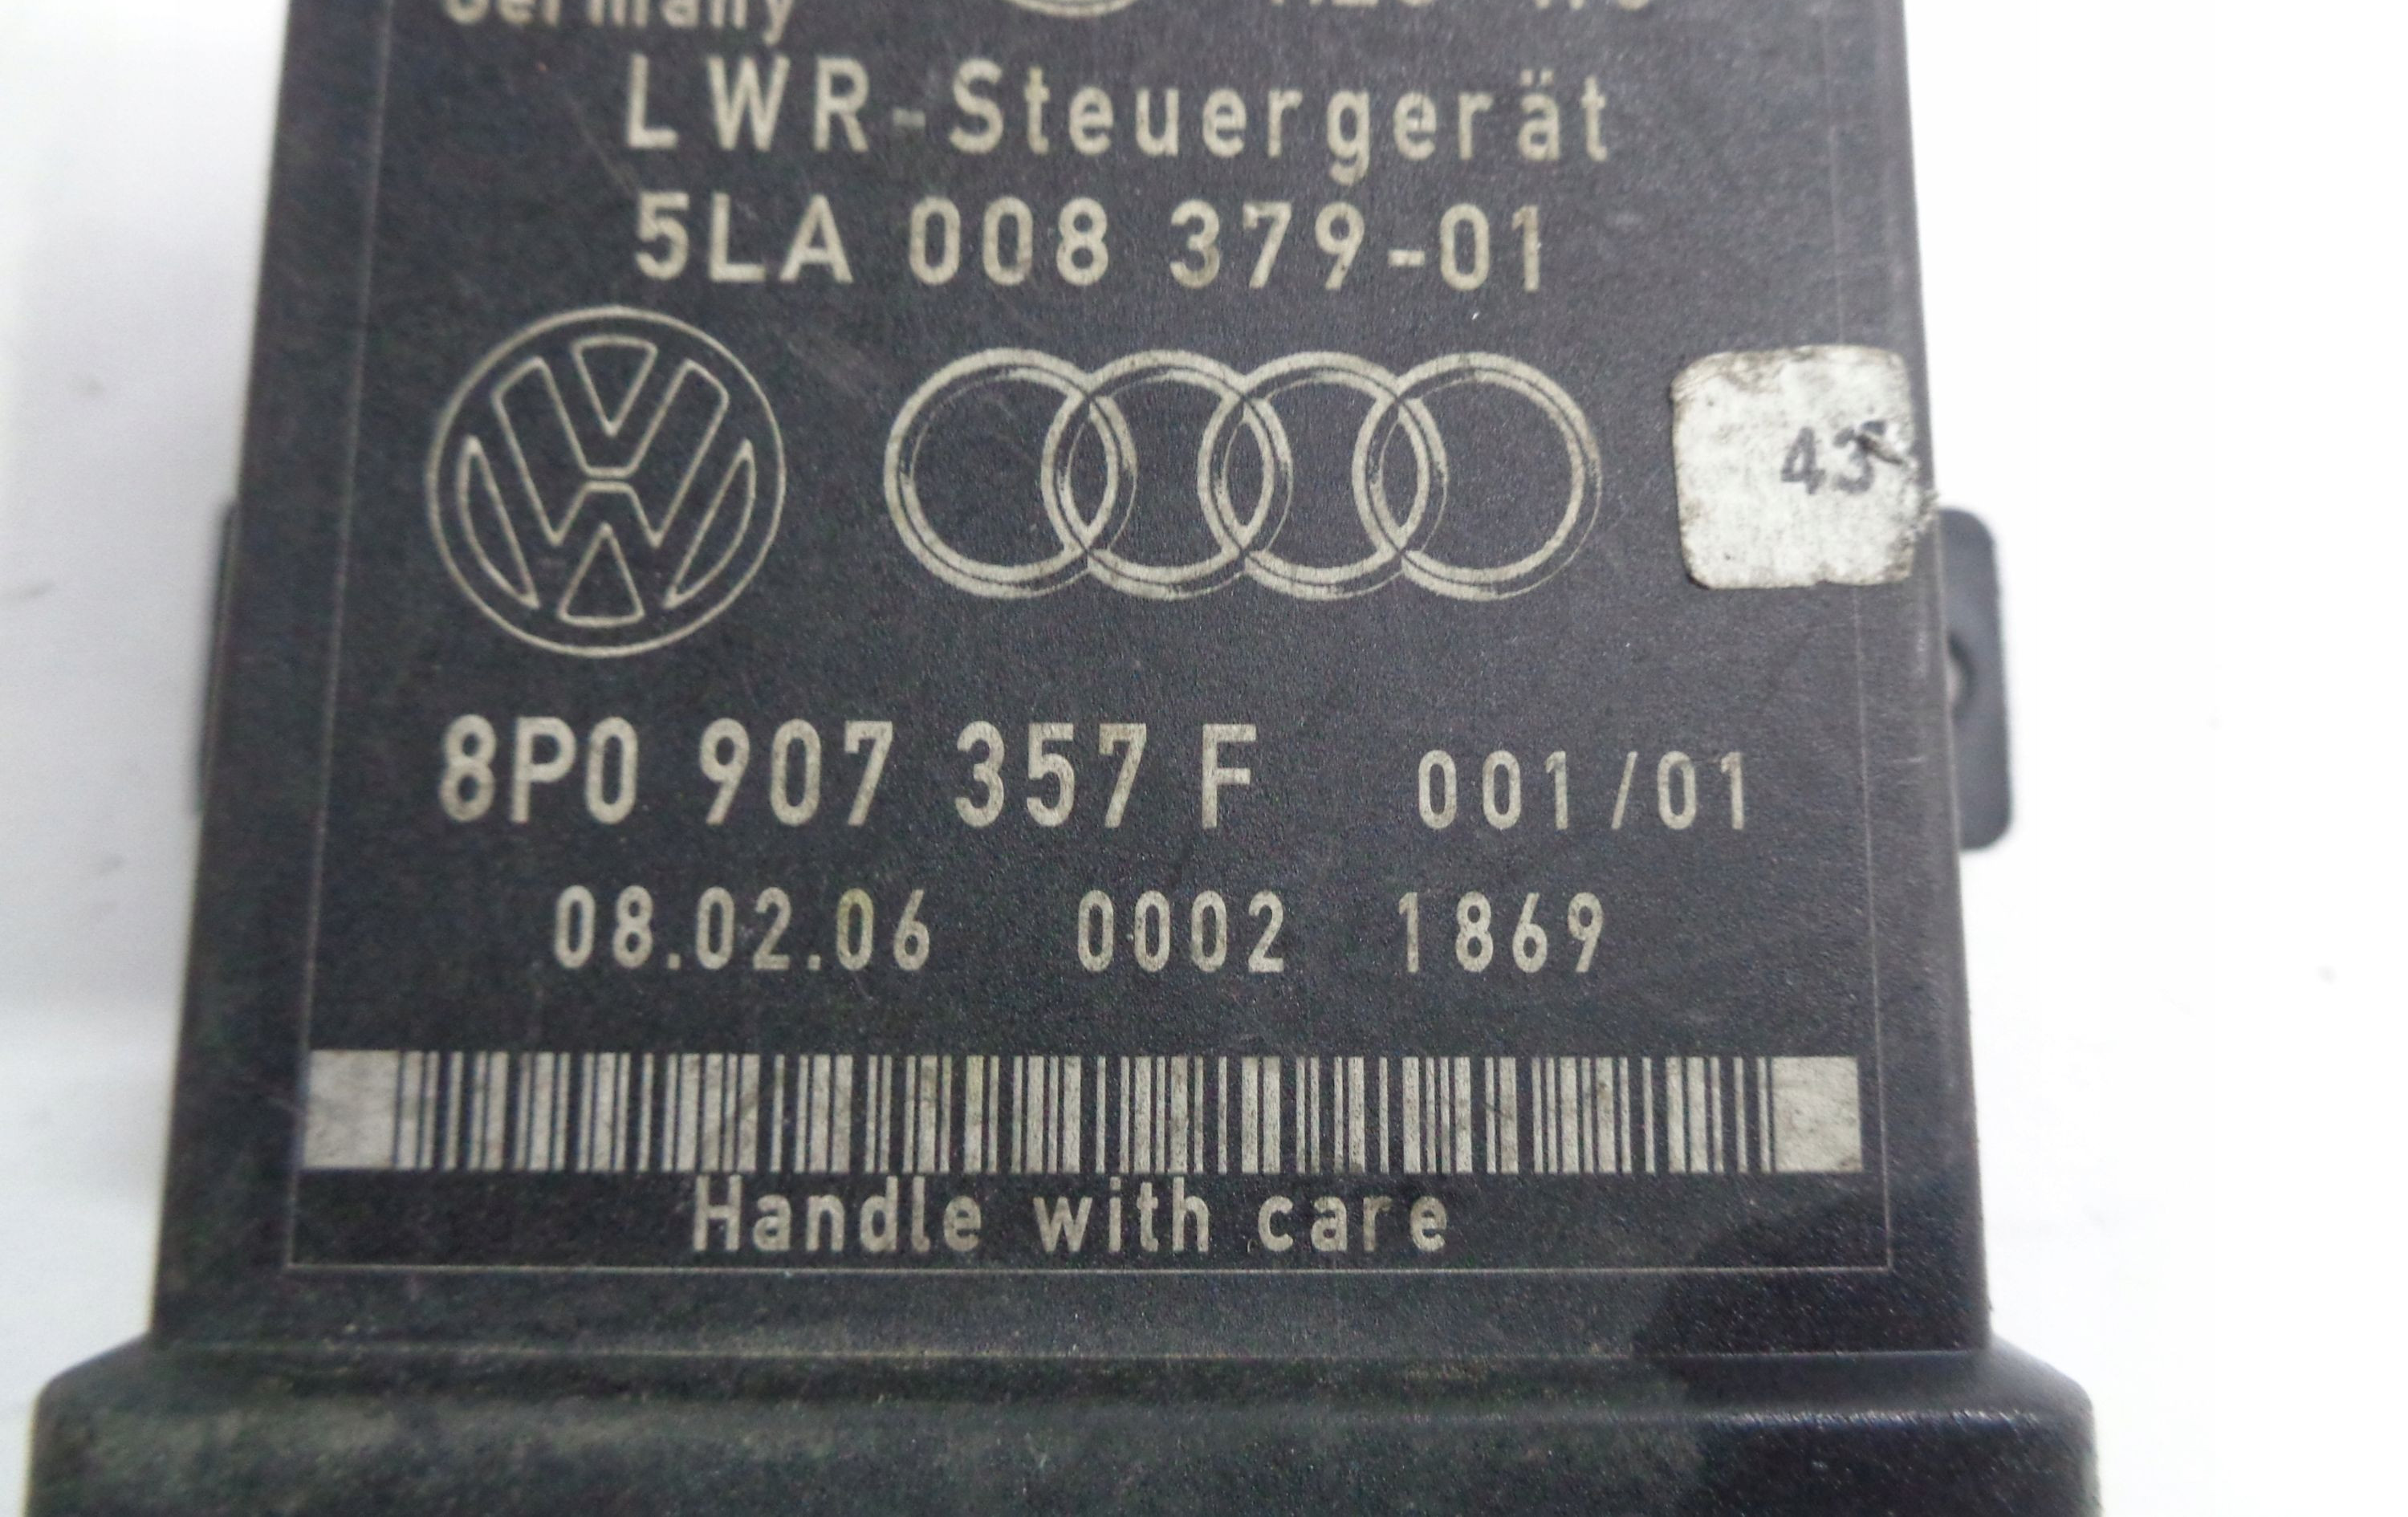 Germany
LWR-Steuergerät
5LA 008 379-01
43
8P0 907 357 F 001/01
08.02.06 0002 1869
Handle with care